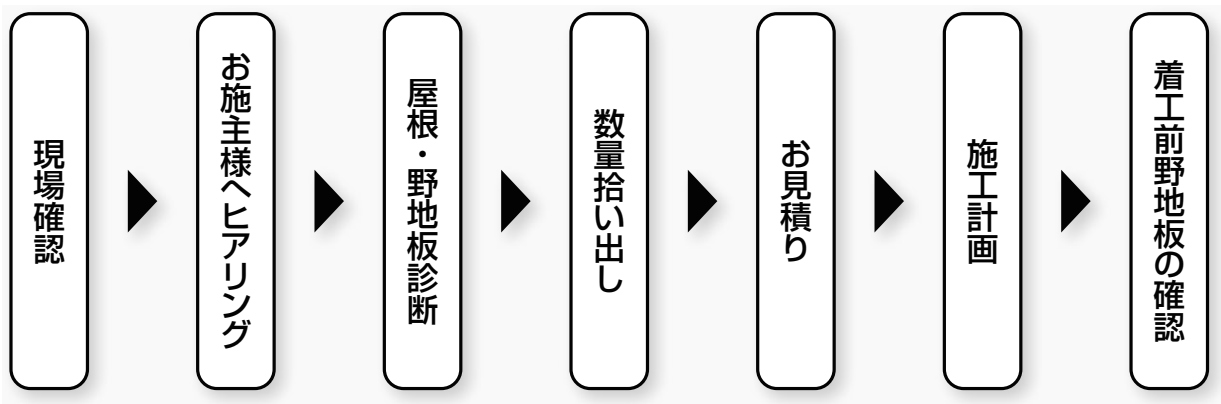 現場確認
お施主様へヒアリング
屋根・野地板診断
数量拾い出し
お見積り
施工計画
着工前野地板の確認